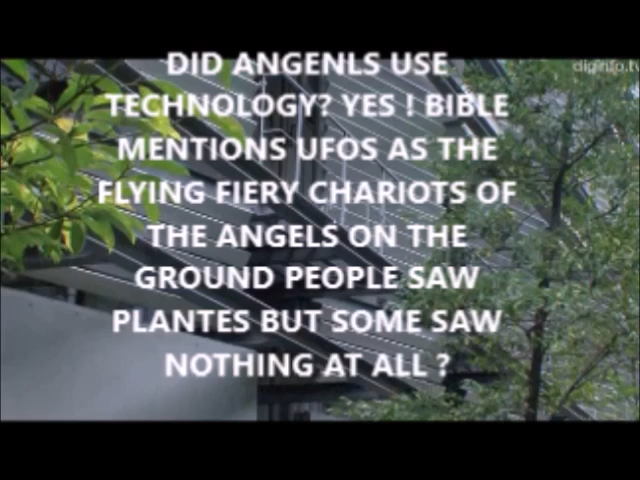 diginfo.tv
DID ANGENLS USE
TECHNOLOGY? YES ! BIBLE
MENTIONS UFOS AS THE
FLYING FIERY CHARIOTS OF
THE ANGELS ON THE
GROUND PEOPLE SAW
PLANTES BUT SOME SAW
NOTHING AT ALL ?